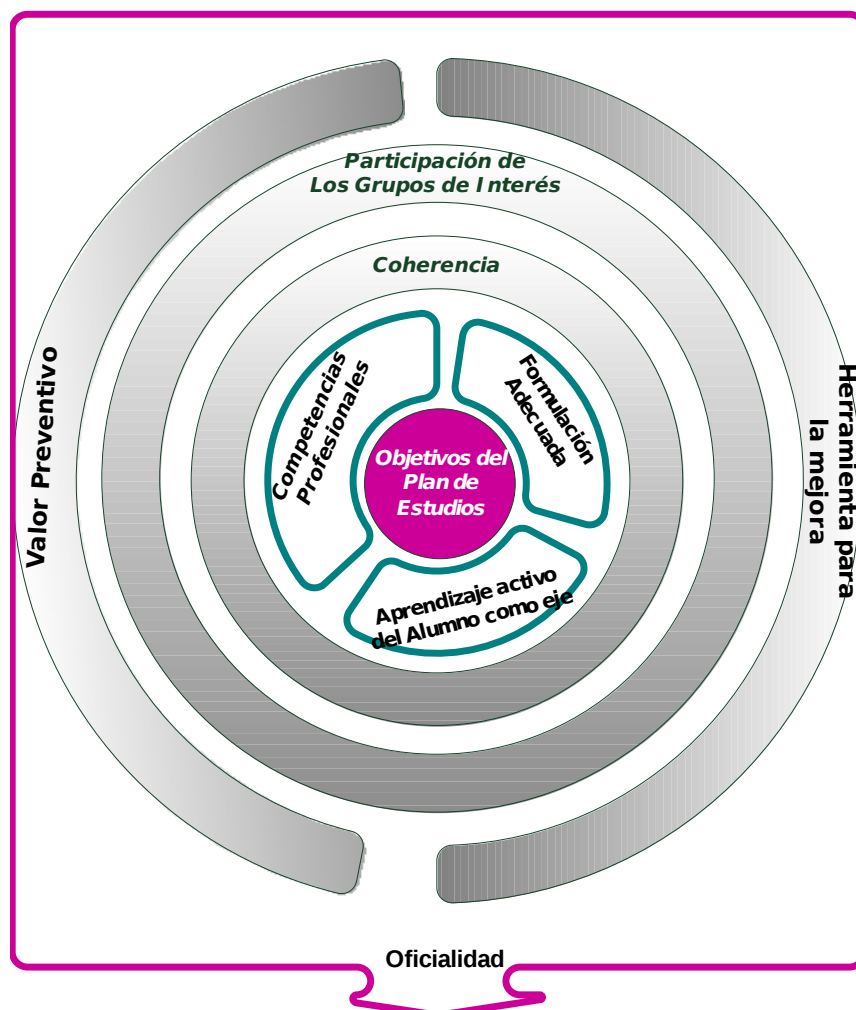 Participación de
Los Grupos de Interés
Coherencia
Competencias
Profesionales
Formulación
Adecuada
Objetivos del
Plan de
Estudios
Aprendizaje activo
del Alumno como eje
Valor Preventivo
Herramienta para
la mejora
Oficialidad